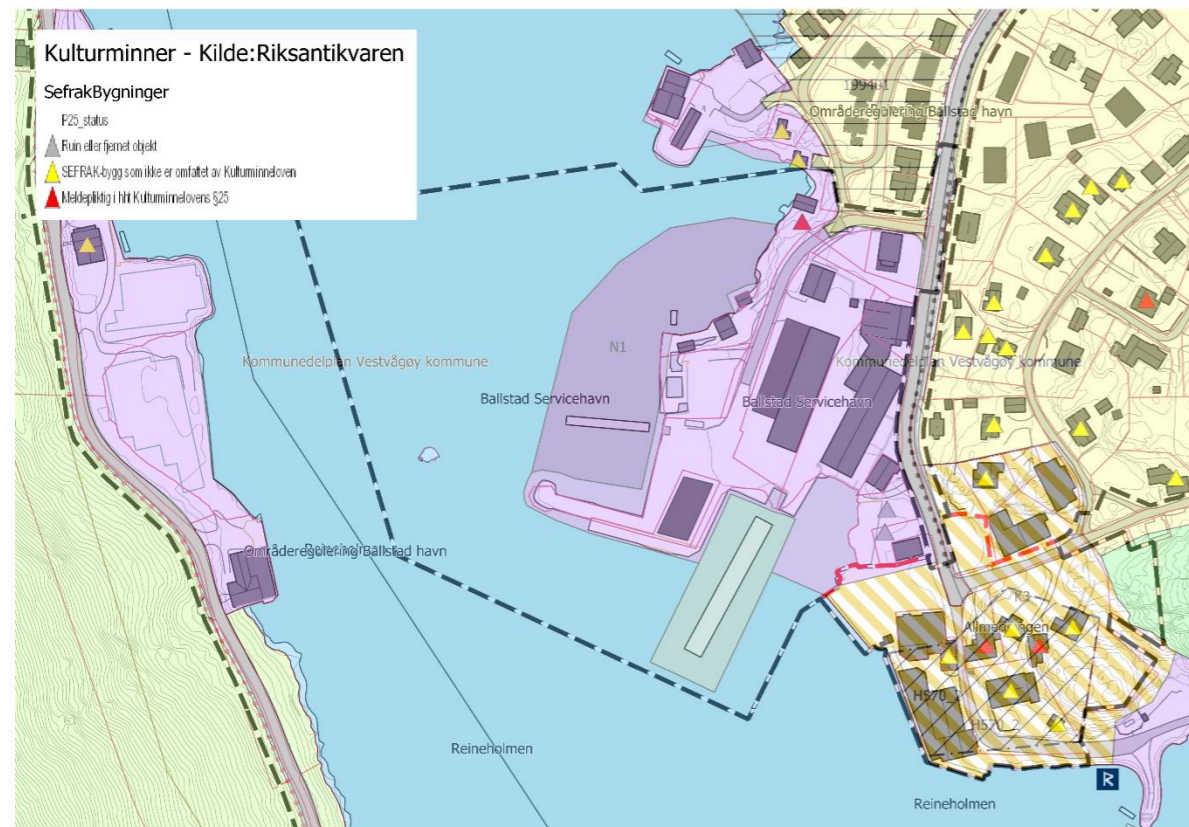 Kulturminner - Kilde:Riksantikvaren
SefrakBygninger
P25_status
Ruin eller fjernet objekt
SEFRAK-bygg som ikke er omfattet av Kulturminneloven
Meldepliktig i hht Kulturminnelovens §25
199401
Områderegulering Ballstad havn
N1
Kommunedelplan Vestvågøy kommune
Kommunedelplan Vestvågøy kommune
Ballstad Servicehavn
Ballstad Servicehavn
Områderegulering Ballstad havn
R3
H570_2
H570_2
Reineholmen
R
Reineholmen